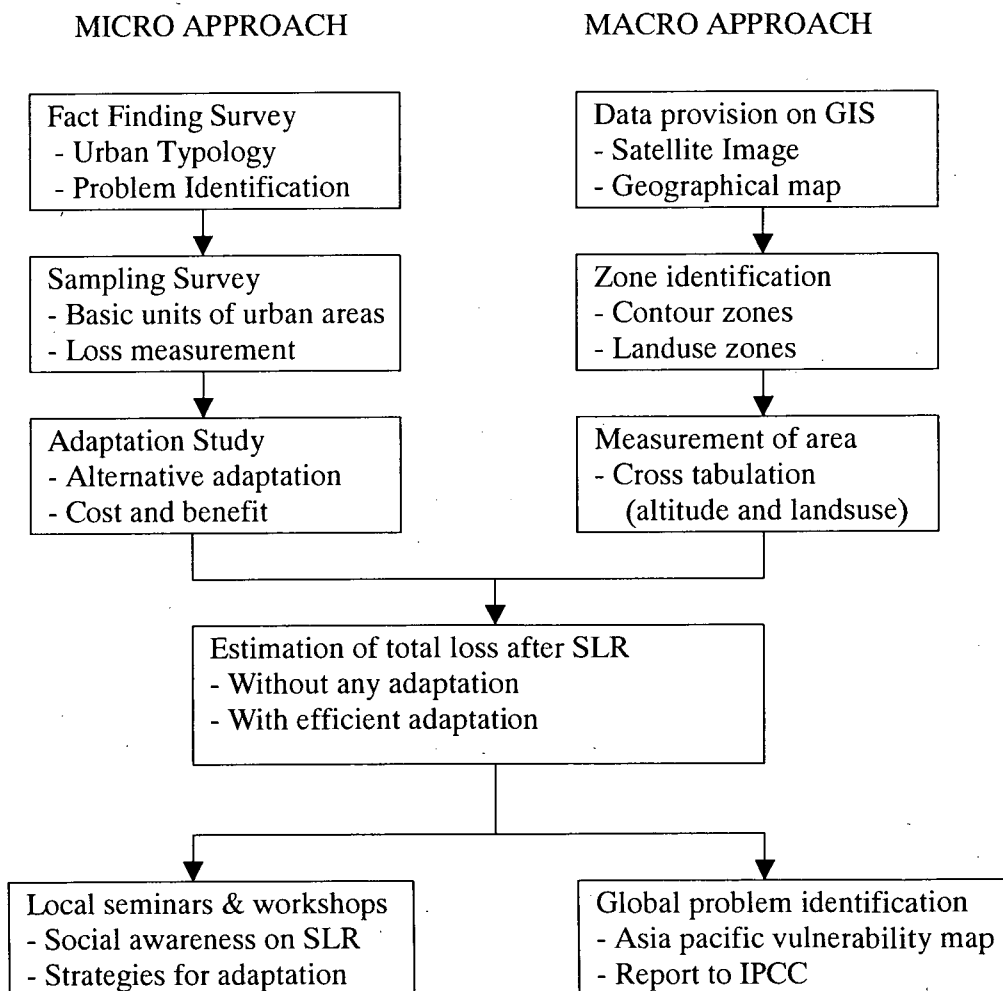 MICRO APPROACH
MACRO APPROACH
Fact Finding Survey
- Urban Typology
- Problem Identification
Data provision on GIS
- Satellite Image
- Geographical map
Sampling Survey
- Basic units of urban areas
- Loss measurement
Zone identification
- Contour zones
- Landuse zones
Adaptation Study
- Alternative adaptation
- Cost and benefit
Measurement of area
- Cross tabulation
(altitude and landsuse)
Estimation of total loss after SLR
- Without any adaptation
- With efficient adaptation
Local seminars & workshops
- Social awareness on SLR
- Strategies for adaptation
Global problem identification
- Asia pacific vulnerability map
- Report to IPCC